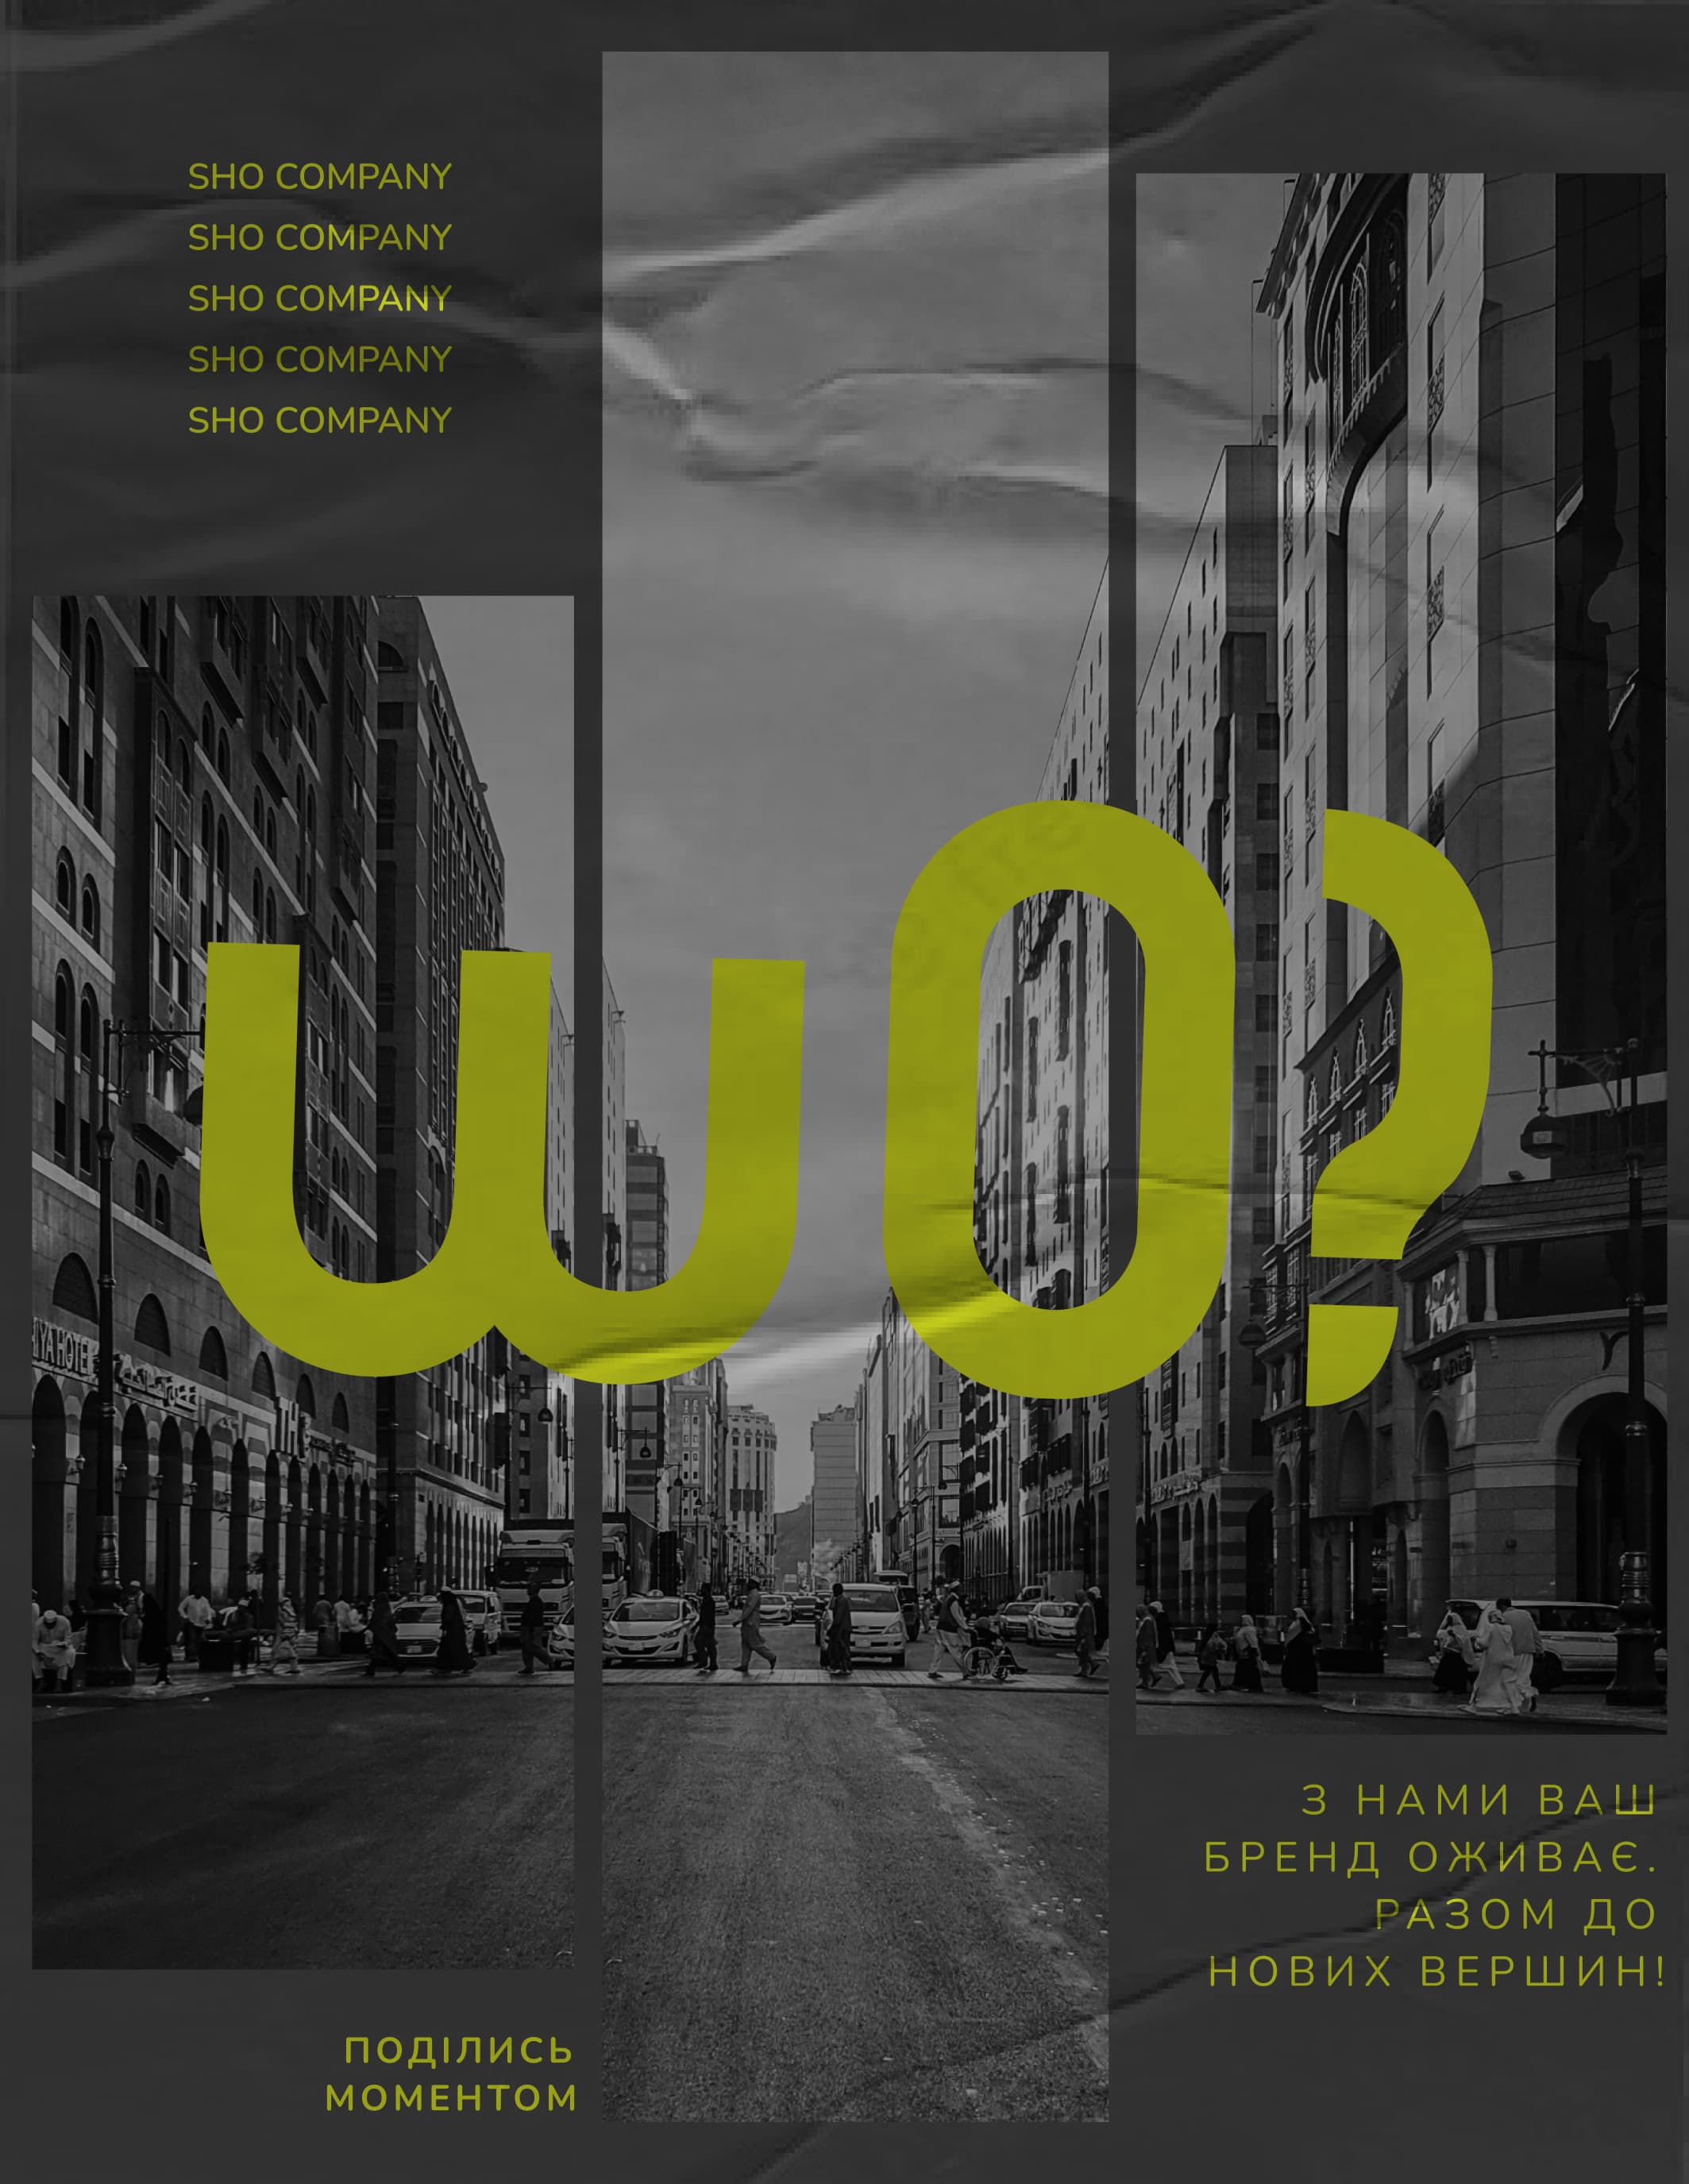 SHO COMPANY
SHO COMPANY
SHO COMPANY
SHO COMPANY
SHO COMPANY
шо?
З НАМИ ВАШ
БРЕНД ОЖИВАЄ.
РАЗОМ ДО
НОВИХ ВЕРШИН!
ПОДІЛИСЬ
МОМЕНТОМ